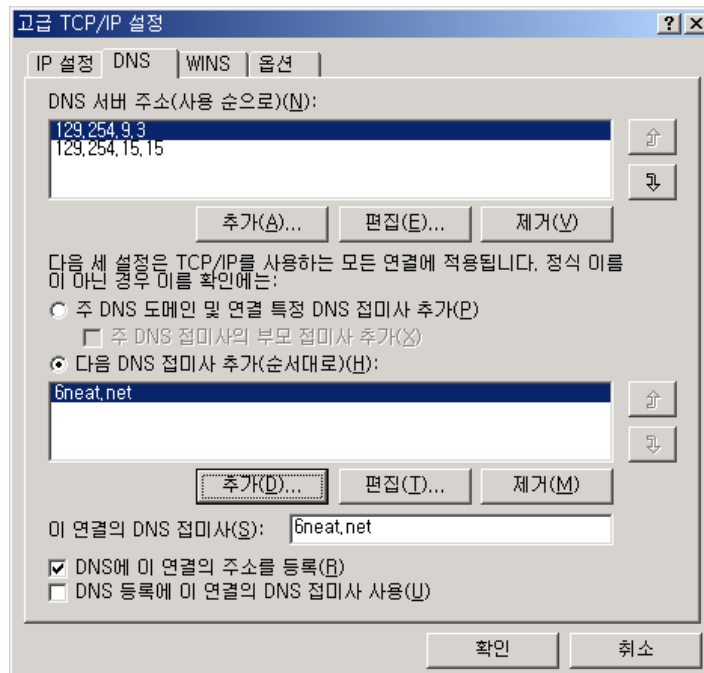 고급 TCP/IP 설정
IP 설정 DNS WINS 옵션
DNS 서버 주소(사용 순으로)(N):
129,254,9,3
129,254,15,15
추가(A)... 편집(E)... 제거(V)
다음 세 설정은 TCP/IP를 사용하는 모든 연결에 적용됩니다. 정식 이름
이 아닌 경우 이를 확인에는:
주 DNS 도메인 및 연결 특정 DNS 접미사 추가(P)
주 DNS 접미사의 부모 접미사 추가(X)
다음 DNS 접미사 추가(순서대로)(H):
6neat,net
추가(D)... 편집(T)... 제거(M)
이 연결의 DNS 접미사(S): 6neat,net
DNS에 이 연결의 주소를 등록(R)
DNS 등록에 이 연결의 DNS 접미사 사용(U)
확인 취소